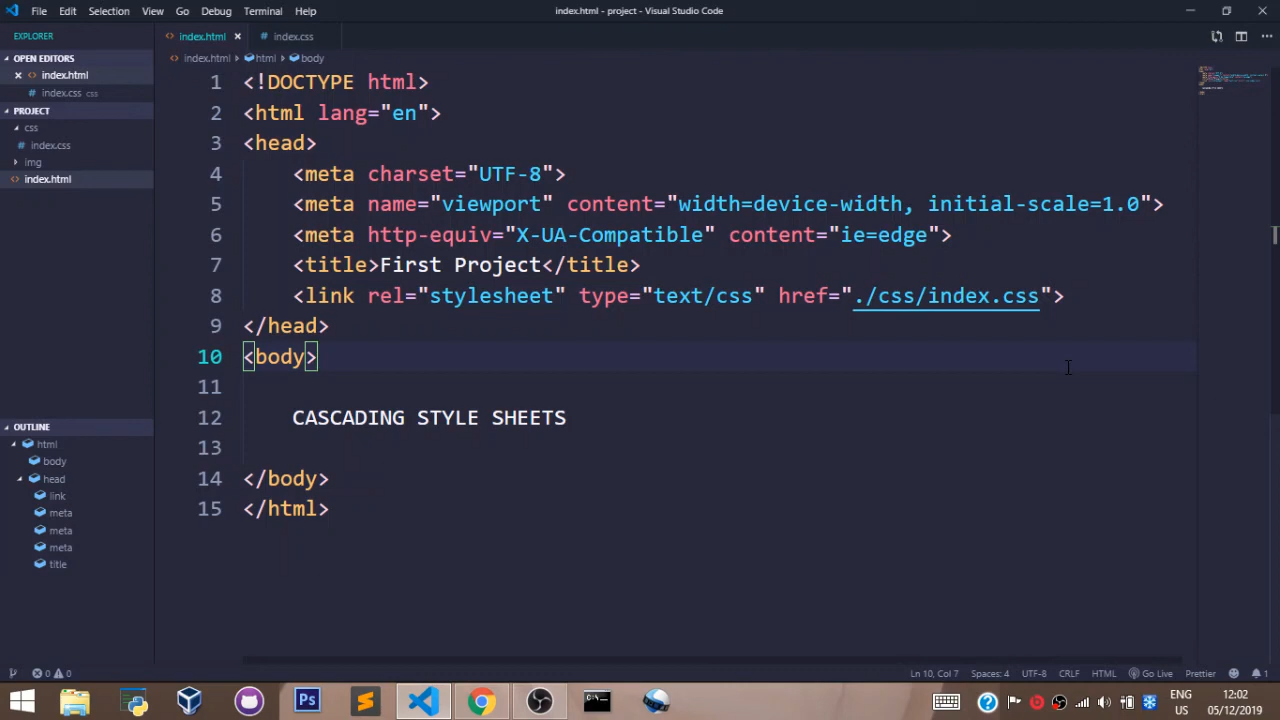 File Edit Selection View Go Debug Terminal Help
index.html - project - Visual Studio Code
EXPLORER
OPEN EDITORS
index.html
index.css css
PROJECT
css
index.css
img
index.html
OUTLINE
html
body
head
link
meta
meta
meta
title
index.html index.css
index.html html body
1 <!DOCTYPE html>
2 <html lang="en">
3 <head>
4 <meta charset="UTF-8">
5 <meta name="viewport" content="width=device-width, initial-scale=1.0">
6 <meta http-equiv="X-UA-Compatible" content="ie=edge">
7 <title>First Project</title>
8 <link rel="stylesheet" type="text/css" href="./css/index.css">
9 </head>
10 <body>
11
12 CASCADING STYLE SHEETS
13
14 </body>
15 </html>
0 0 Ln 10, Col 7 Spaces: 4 UTF-8 CRLF HTML Go Live Prettier 1
Ps
ENG
US
12:02
05/12/2019